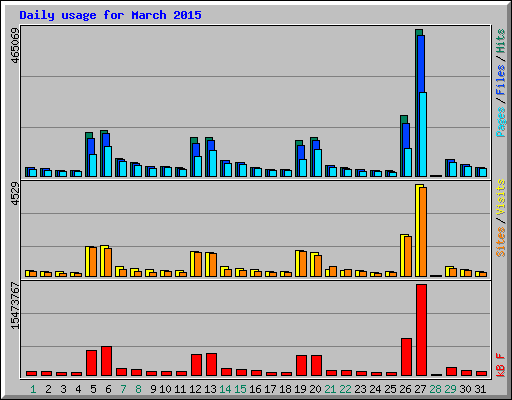 Daily usage for March 2015
465069
Pages / Files / Hits
4529
Sites / Visits
15473767
kB F
1 2 3 4 5 6 7 8 9 10 11 12 13 14 15 16 17 18 19 20 21 22 23 24 25 26 27 28 29 30 31